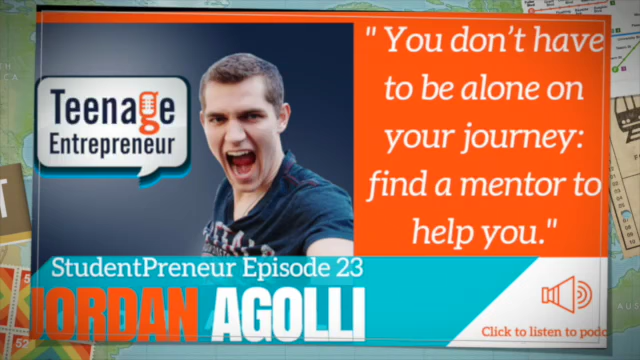 Teenage
Entrepreneur
" You don't have
to be alone on
your journey:
find a mentor to
help you."
StudentPreneur Episode 23
JORDAN AGOLLI
Click to listen to podc
52